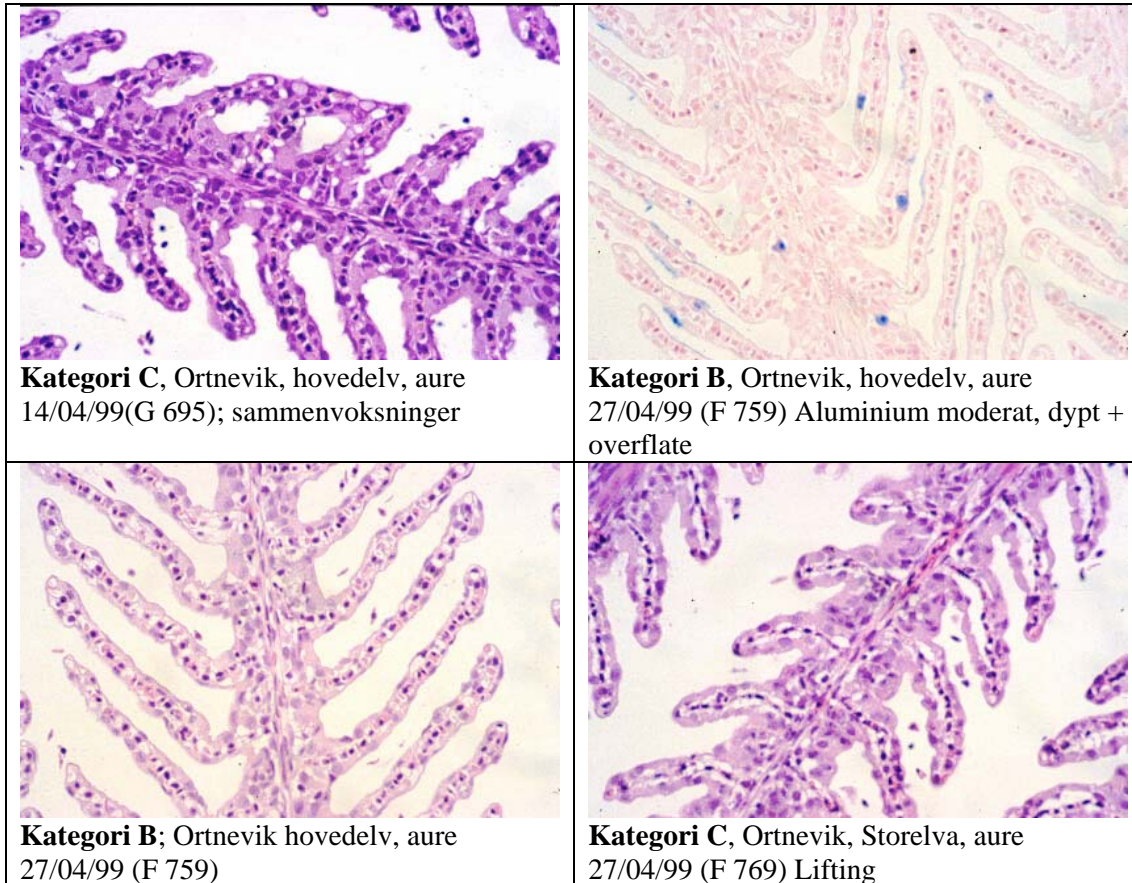 Kategori C, Ortnevik, hovedelv, aure
14/04/99(G 695); sammenvoksninger
Kategori B, Ortnevik, hovedelv, aure
27/04/99 (F 759) Aluminium moderat, dypt +
overflate
Kategori B; Ortnevik hovedelv, aure
27/04/99 (F 759)
Kategori C, Ortnevik, Storelva, aure
27/04/99 (F 769) Lifting